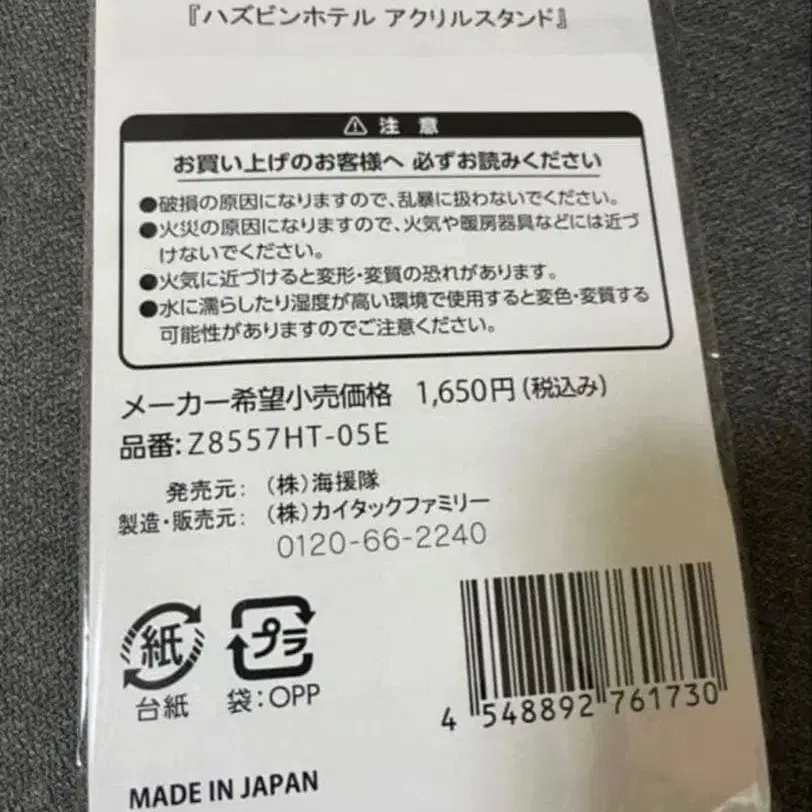 『ハズビンホテル アクリルスタンド』
⚠ 注 意
お買い上げのお客様へ 必ずお読みください
●破損の原因になりますので、乱暴に扱わないでください。
●火災の原因になりますので、火気や暖房器具などには近づ
けないでください。
●火気に近づけると変形・変質の恐れがあります。
●水に濡らしたり湿度が高い環境で使用すると変色・変質する
可能性がありますのでご注意ください。
メーカー希望小売価格 1,650円(税込み)
品番:Z8557HT-05E
発売元: (株)海援隊
製造・販売元: (株)カイタックファミリー
0120-66-2240
紙 プラ
台紙 袋:OPP
4 548892 761730
MADE IN JAPAN